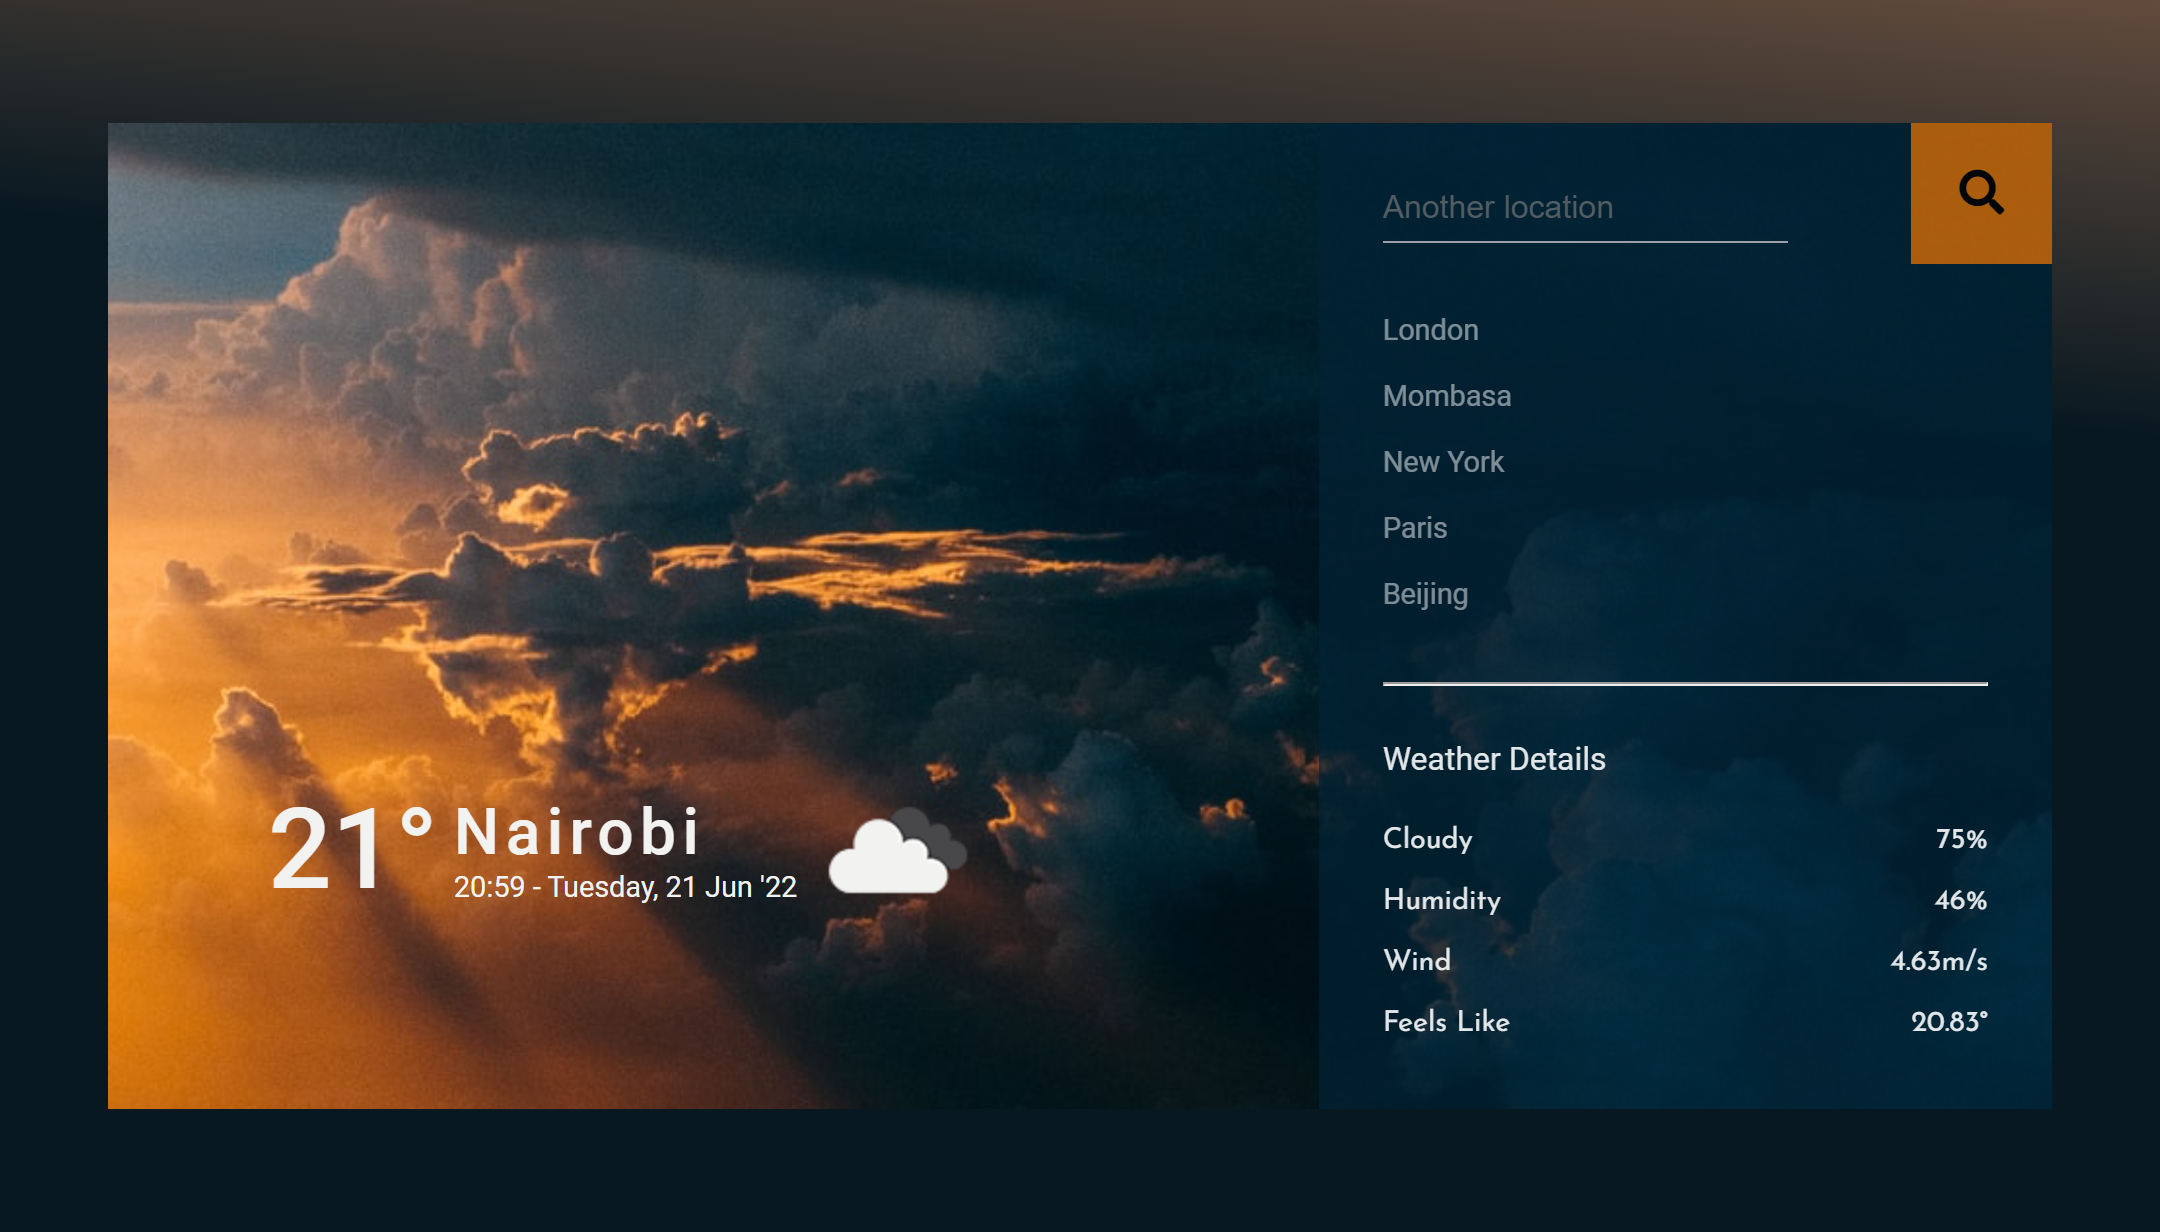 Another location
London
Mombasa
New York
Paris
Beijing
Weather Details
Cloudy 75%
Humidity 46%
Wind 4.63m/s
Feels Like 20.83°
21° Nairobi
20:59 - Tuesday, 21 Jun '22